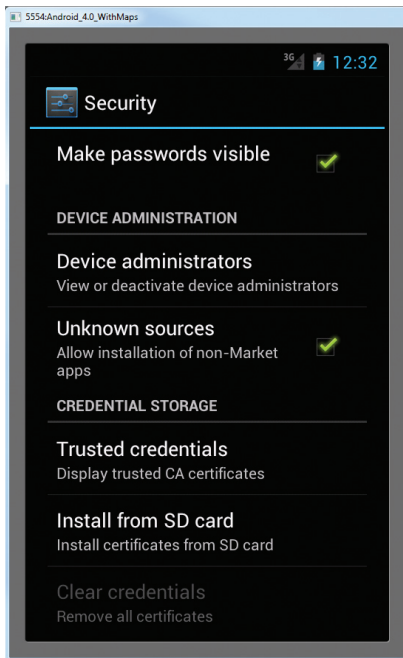 5554:Android_4.0_WithMaps
3G 12:32
Security
Make passwords visible
DEVICE ADMINISTRATION
Device administrators
View or deactivate device administrators
Unknown sources
Allow installation of non-Market
apps
CREDENTIAL STORAGE
Trusted credentials
Display trusted CA certificates
Install from SD card
Install certificates from SD card
Clear credentials
Remove all certificates